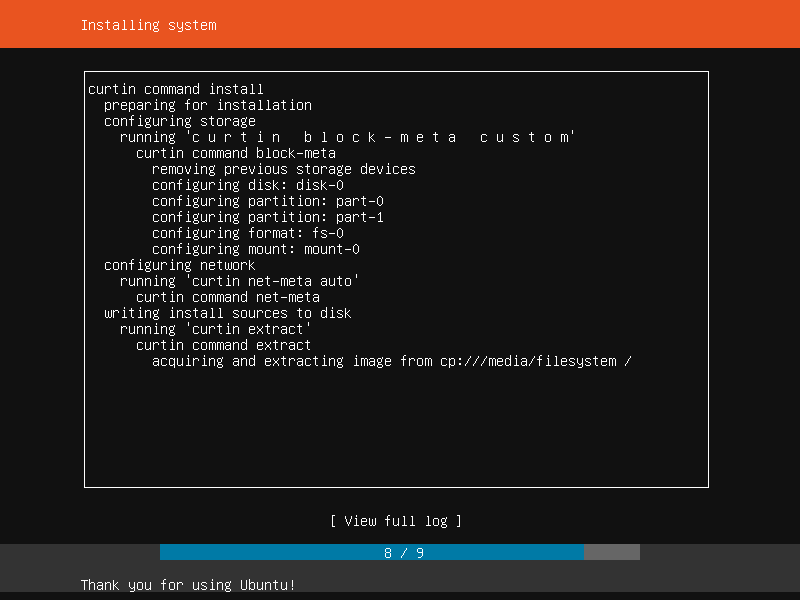 Installing system
curtin command install
preparing for installation
configuring storage
running 'c u r t i n   b l o c k - m e t a   c u s t o m'
curtin command block-meta
removing previous storage devices
configuring disk: disk-0
configuring partition: part-0
configuring partition: part-1
configuring format: fs-0
configuring mount: mount-0
configuring network
running 'curtin net-meta auto'
curtin command net-meta
writing install sources to disk
running 'curtin extract'
curtin command extract
acquiring and extracting image from cp:///media/filesystem /
[ View full log ]
8 / 9
Thank you for using Ubuntu!